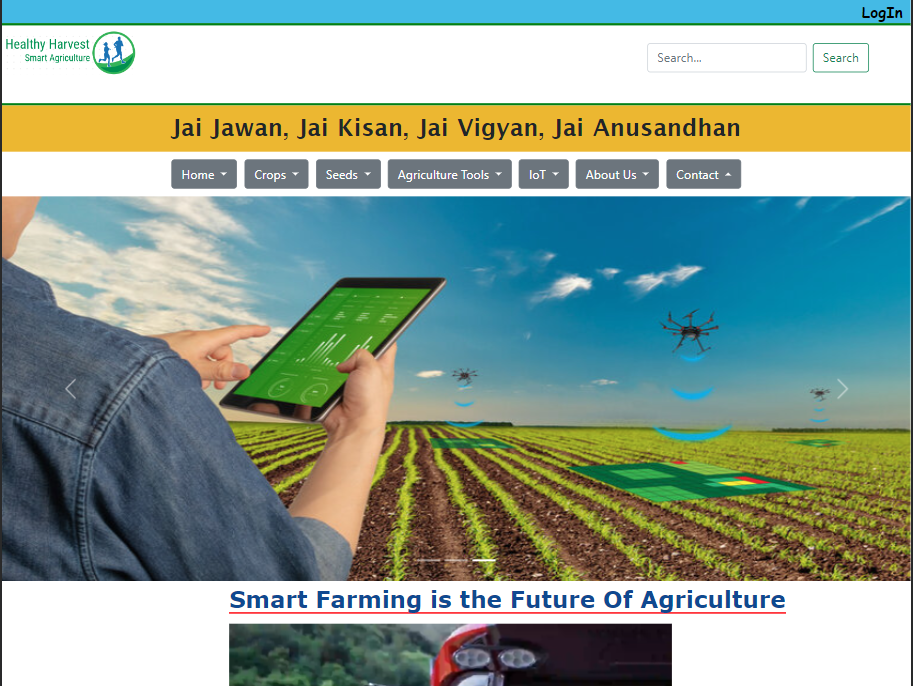 LogIn
Healthy Harvest
Smart Agriculture
Search...
Search
Jai Jawan, Jai Kisan, Jai Vigyan, Jai Anusandhan
Home
Crops
Seeds
Agriculture Tools
IoT
About Us
Contact
Smart Farming is the Future Of Agriculture